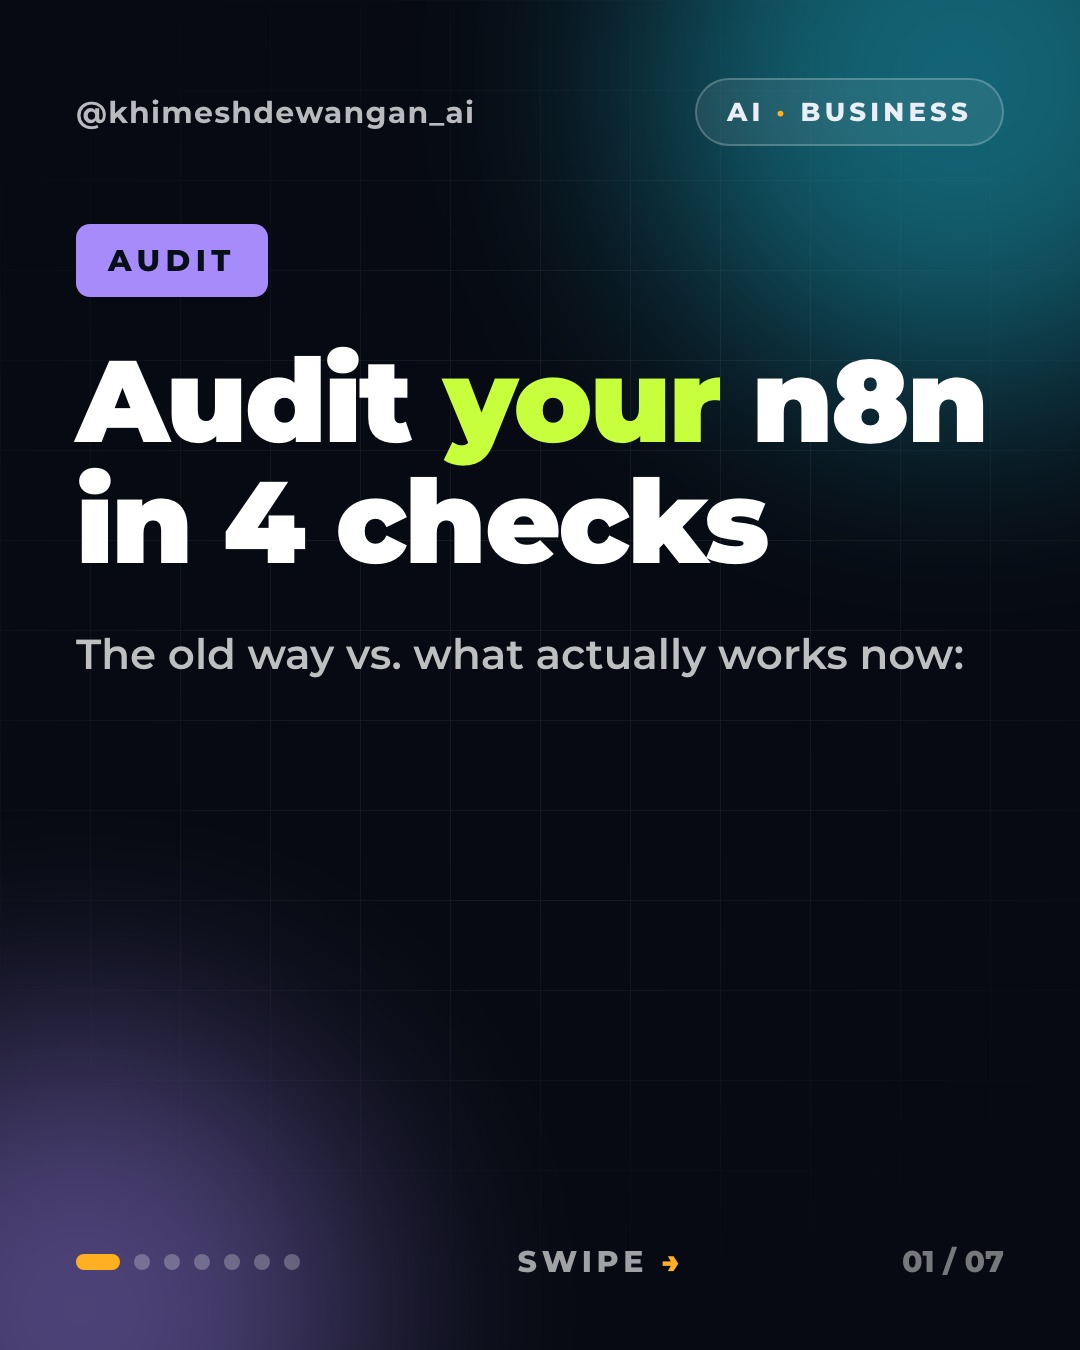 @khimeshdewangan_ai
AI · BUSINESS
AUDIT
Audit your n8n
in 4 checks
The old way vs. what actually works now:
SWIPE →
01 / 07